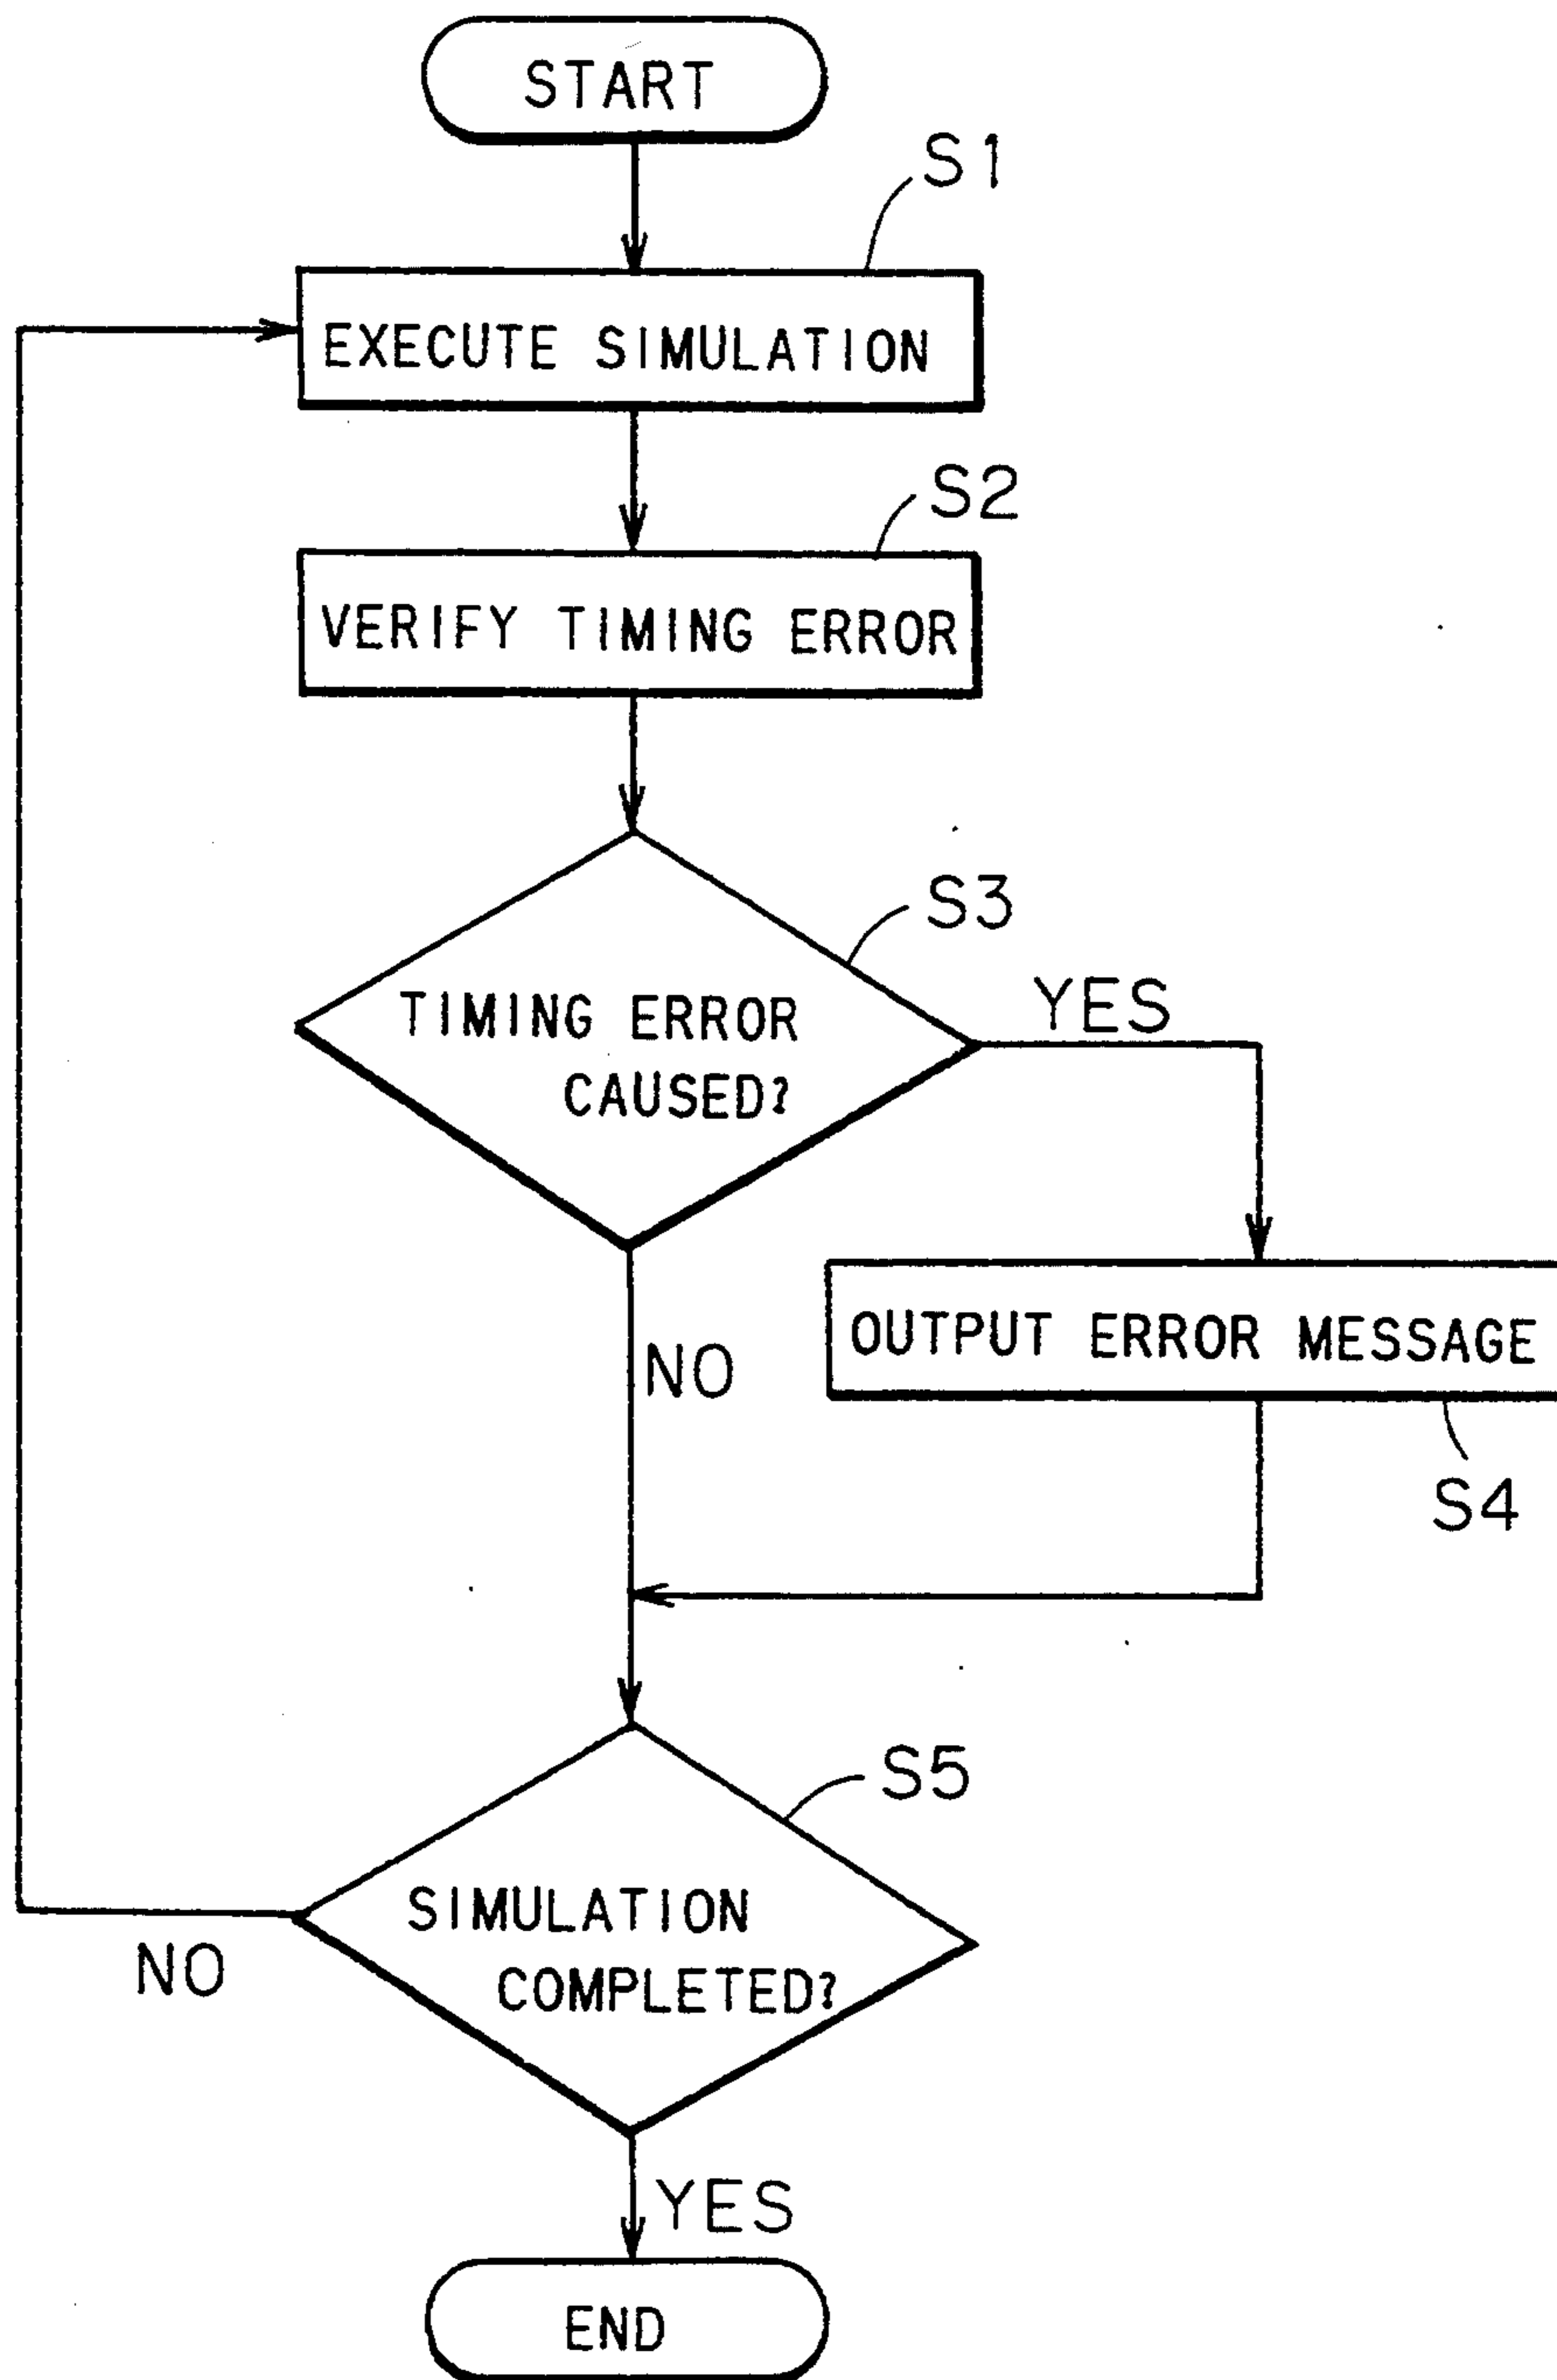 START
S1
EXECUTE SIMULATION
S2
VERIFY TIMING ERROR
S3
TIMING ERROR
CAUSED?
YES
NO
OUTPUT ERROR MESSAGE
S4
S5
SIMULATION
COMPLETED?
NO
YES
END